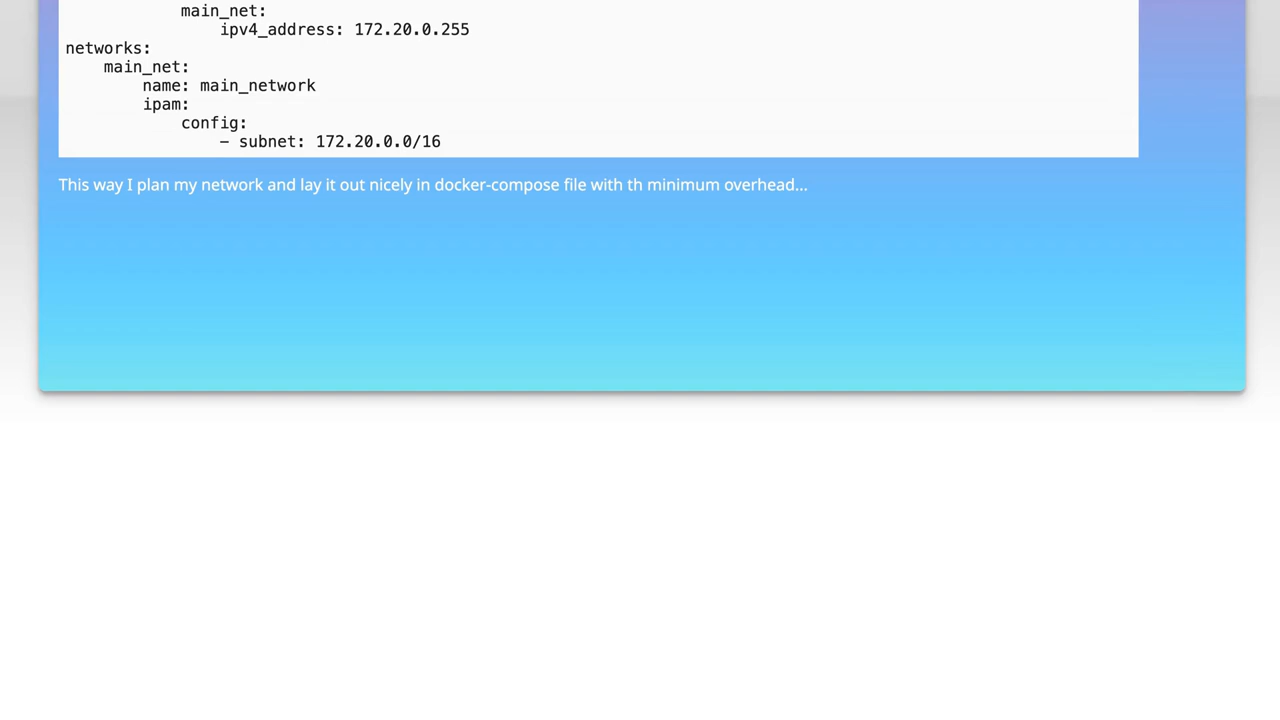 main_net:
ipv4_address: 172.20.0.255
networks:
main_net:
name: main_network
ipam:
config:
- subnet: 172.20.0.0/16
This way I plan my network and lay it out nicely in docker-compose file with th minimum overhead...